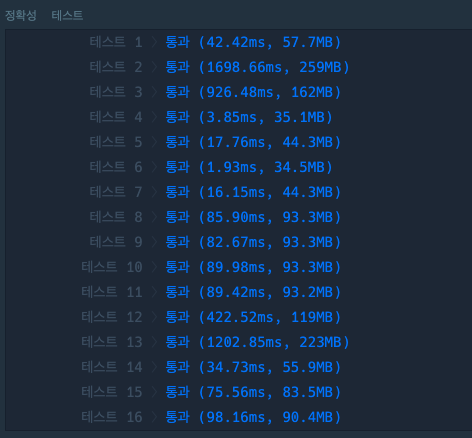 정확성 테스트
테스트 1 〉 통과 (42.42ms, 57.7MB)
테스트 2 〉 통과 (1698.66ms, 259MB)
테스트 3 〉 통과 (926.48ms, 162MB)
테스트 4 〉 통과 (3.85ms, 35.1MB)
테스트 5 〉 통과 (17.76ms, 44.3MB)
테스트 6 〉 통과 (1.93ms, 34.5MB)
테스트 7 〉 통과 (16.15ms, 44.3MB)
테스트 8 〉 통과 (85.90ms, 93.3MB)
테스트 9 〉 통과 (82.67ms, 93.3MB)
테스트 10 〉 통과 (89.98ms, 93.3MB)
테스트 11 〉 통과 (89.42ms, 93.2MB)
테스트 12 〉 통과 (422.52ms, 119MB)
테스트 13 〉 통과 (1202.85ms, 223MB)
테스트 14 〉 통과 (34.73ms, 55.9MB)
테스트 15 〉 통과 (75.56ms, 83.5MB)
테스트 16 〉 통과 (98.16ms, 90.4MB)